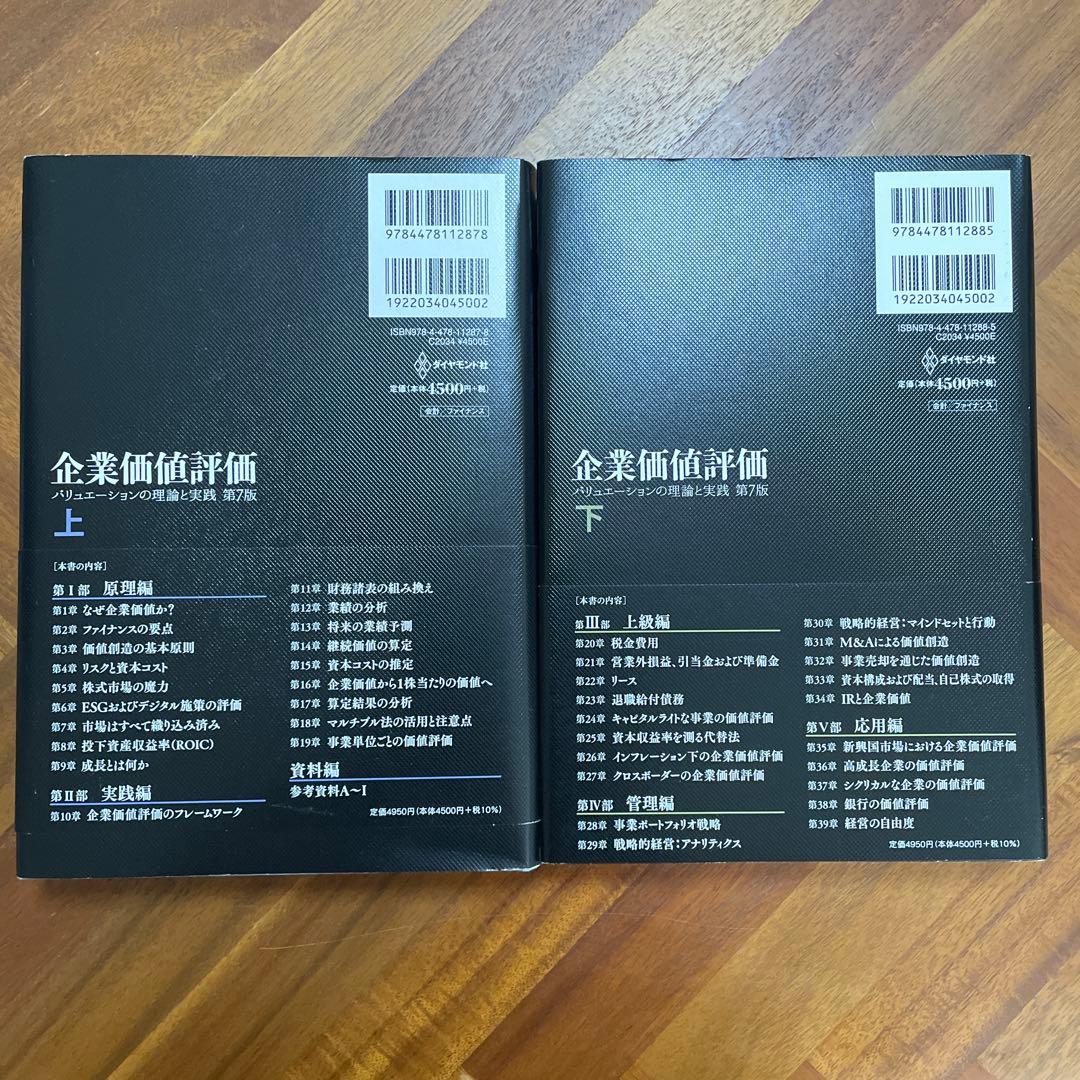 9784478112878
1922034045002
ISBN978-4-478-11287-8
C2034 ¥4500E
ダイヤモンド社
定価(本体4500円+税)
会計/ファイナンス
企業価値評価
バリュエーションの理論と実践 第7版
上
[本書の内容]
第Ⅰ部 原理編
第1章 なぜ企業価値か?
第2章 ファイナンスの要点
第3章 価値創造の基本原則
第4章 リスクと資本コスト
第5章 株式市場の魔力
第6章 ESGおよびデジタル施策の評価
第7章 市場はすべて織り込み済み
第8章 投下資産収益率(ROIC)
第9章 成長とは何か
第Ⅱ部 実践編
第10章 企業価値評価のフレームワーク
第11章 財務諸表の組み換え
第12章 業績の分析
第13章 将来の業績予測
第14章 継続価値の算定
第15章 資本コストの推定
第16章 企業価値から1株当たりの価値へ
第17章 算定結果の分析
第18章 マルチプル法の活用と注意点
第19章 事業単位ごとの価値評価
資料編
参考資料A〜I
定価4950円(本体4500円+税10%)
9784478112885
1922034045002
ISBN978-4-478-11288-5
C2034 ¥4500E
ダイヤモンド社
定価(本体4500円+税)
会計/ファイナンス
企業価値評価
バリュエーションの理論と実践 第7版
下
[本書の内容]
第Ⅲ部 上級編
第20章 税金費用
第21章 営業外損益、引当金および準備金
第22章 リース
第23章 退職給付債務
第24章 キャピタルライトな事業の価値評価
第25章 資本収益率を測る代替法
第26章 インフレーション下の企業価値評価
第27章 クロスボーダーの企業価値評価
第Ⅳ部 管理編
第28章 事業ポートフォリオ戦略
第29章 戦略的経営:アナリティクス
第30章 戦略的経営:マインドセットと行動
第31章 M&Aによる価値創造
第32章 事業売却を通じた価値創造
第33章 資本構成および配当、自己株式の取得
第34章 IRと企業価値
第Ⅴ部 応用編
第35章 新興国市場における企業価値評価
第36章 高成長企業の価値評価
第37章 シクリカルな企業の価値評価
第38章 銀行の価値評価
第39章 経営の自由度
定価4950円(本体4500円+税10%)